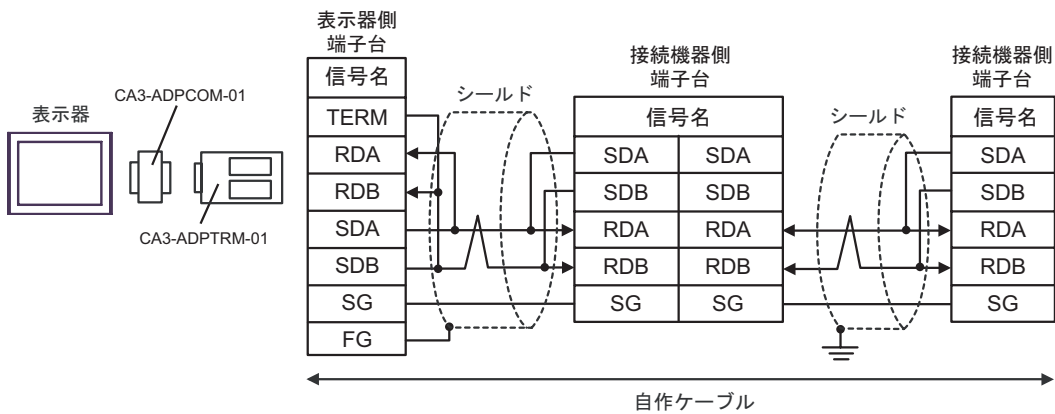 表示器
CA3-ADPCOM-01
CA3-ADPTRM-01
表示器側
端子台
信号名
TERM
RDA
RDB
SDA
SDB
SG
FG
シールド
接続機器側
端子台
信号名
SDA SDA
SDB SDB
RDA RDA
RDB RDB
SG SG
シールド
接続機器側
端子台
信号名
SDA
SDB
RDA
RDB
SG
自作ケーブル